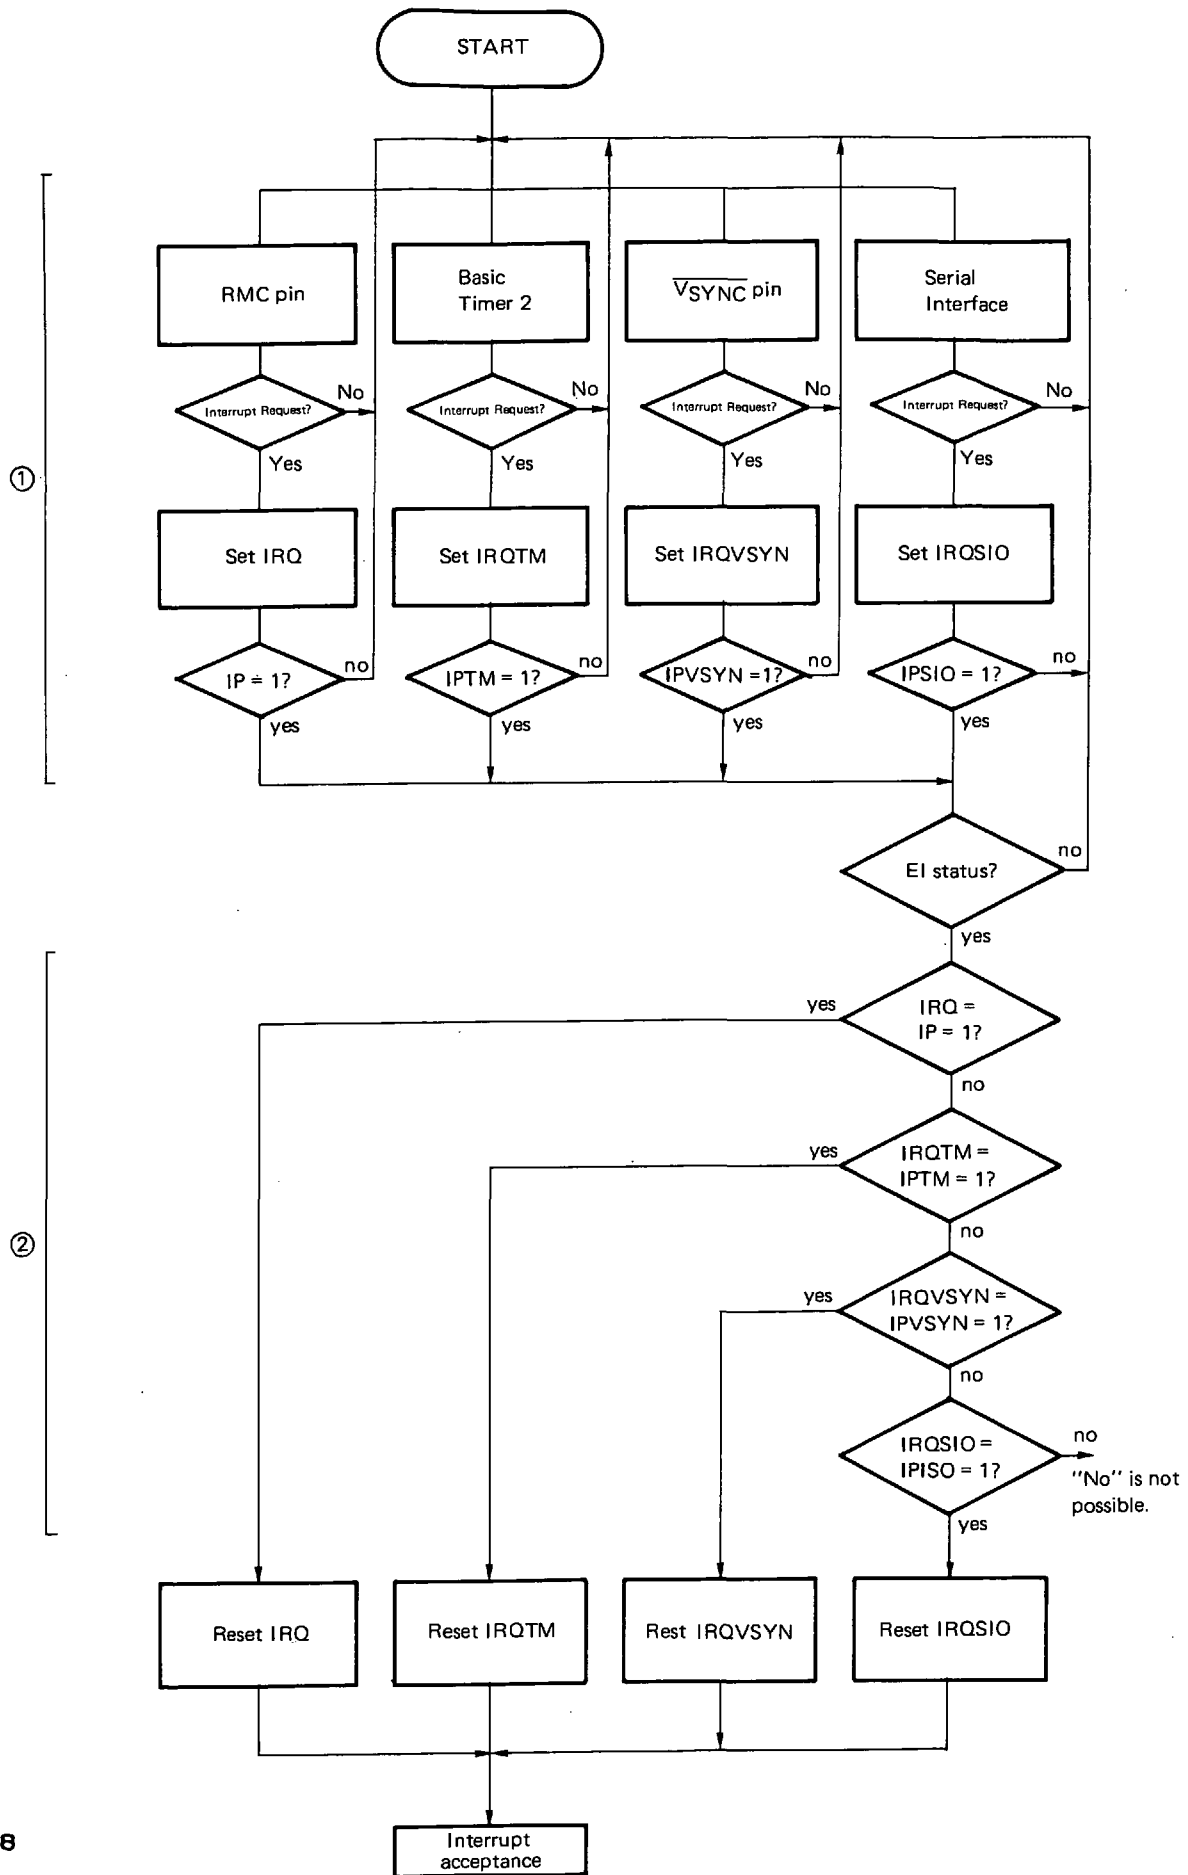 START
RMC pin
Basic
Timer 2
VSYNC pin
Serial
Interface
Interrupt Request?
No
Interrupt Request?
No
Interrupt Request?
No
Interrupt Request?
No
Yes
Yes
Yes
Yes
①
Set IRQ
Set IRQTM
Set IRQVSYN
Set IRQSIO
IP = 1?
no
IPTM = 1?
no
IPVSYN = 1?
no
IPSIO = 1?
no
yes
yes
yes
yes
EI status?
no
yes
yes
IRQ =
IP = 1?
no
yes
IRQTM =
IPTM = 1?
no
②
yes
IRQVSYN =
IPVSYN = 1?
no
IRQSIO =
IPISO = 1?
no
"No" is not
possible.
yes
Reset IRQ
Reset IRQTM
Rest IRQVSYN
Reset IRQSIO
Interrupt
acceptance
8